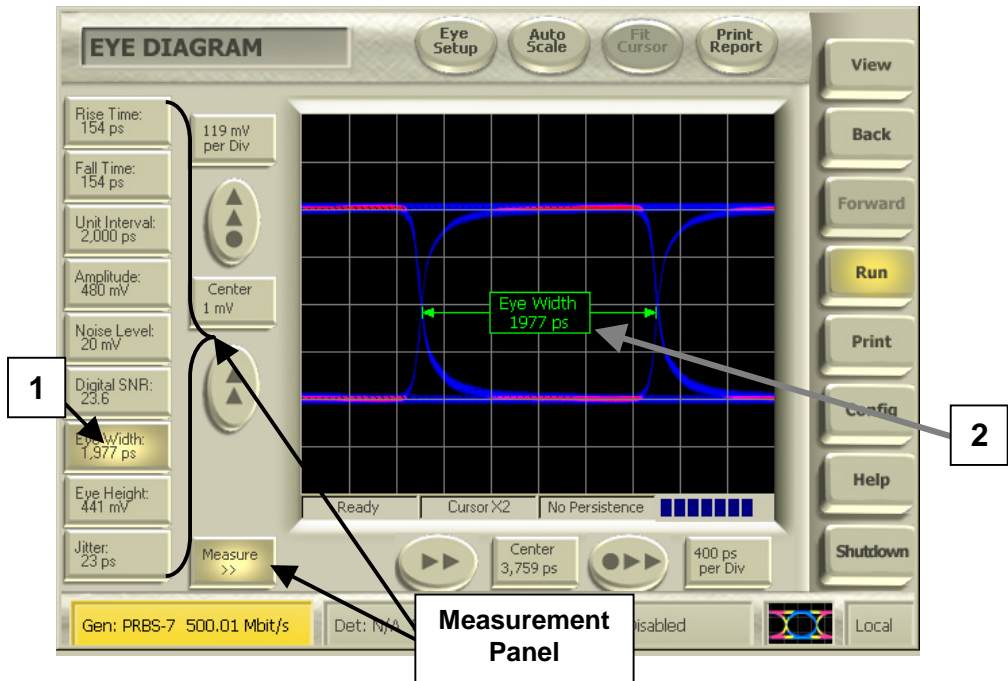 EYE DIAGRAM
Eye
Setup
Auto
Scale
Fit
Cursor
Print
Report
View
Back
Forward
Run
Print
Config
Help
Shutdown
Rise Time:
154 ps
Fall Time:
154 ps
Unit Interval:
2,000 ps
Amplitude:
480 mV
Noise Level:
20 mV
Digital SNR:
23.6
Eye Width:
1,977 ps
Eye Height:
441 mV
Jitter:
23 ps
119 mV
per Div
Center
1 mV
Measure
>>
Eye Width
1977 ps
1
2
Ready
Cursor X2
No Persistence
Center
3,759 ps
400 ps
per Div
Measurement
Panel
Gen: PRBS-7 500.01 Mbit/s
Det: N/A
Disabled
Local